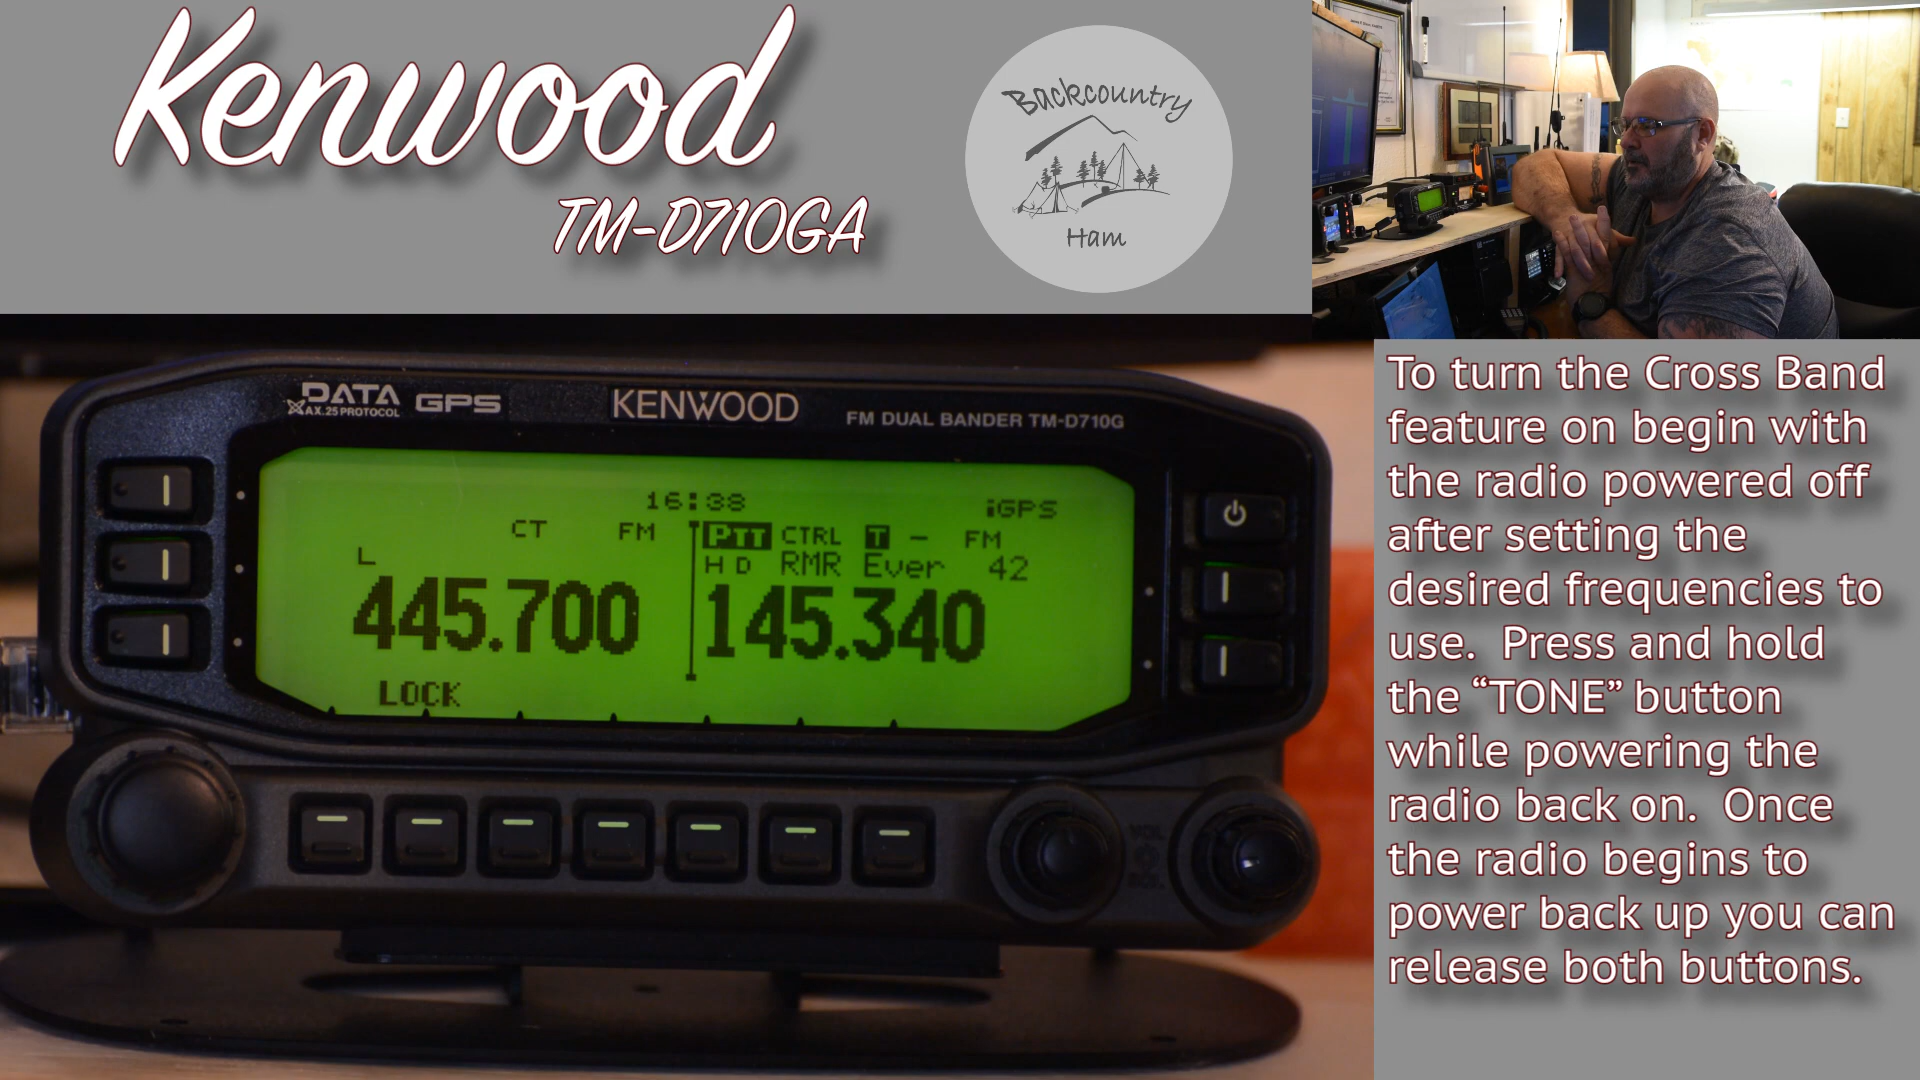 Kenwood
TM-D710GA
Backcountry
Ham
DATA
AX.25 PROTOCOL
GPS
KENWOOD
FM DUAL BANDER TM-D710G
16:38
iGPS
CT FM
PTT CTRL T - FM
L
H D RMR Ever 42
445.700
145.340
LOCK
To turn the Cross Band
feature on begin with
the radio powered off
after setting the
desired frequencies to
use. Press and hold
the “TONE” button
while powering the
radio back on. Once
the radio begins to
power back up you can
release both buttons.